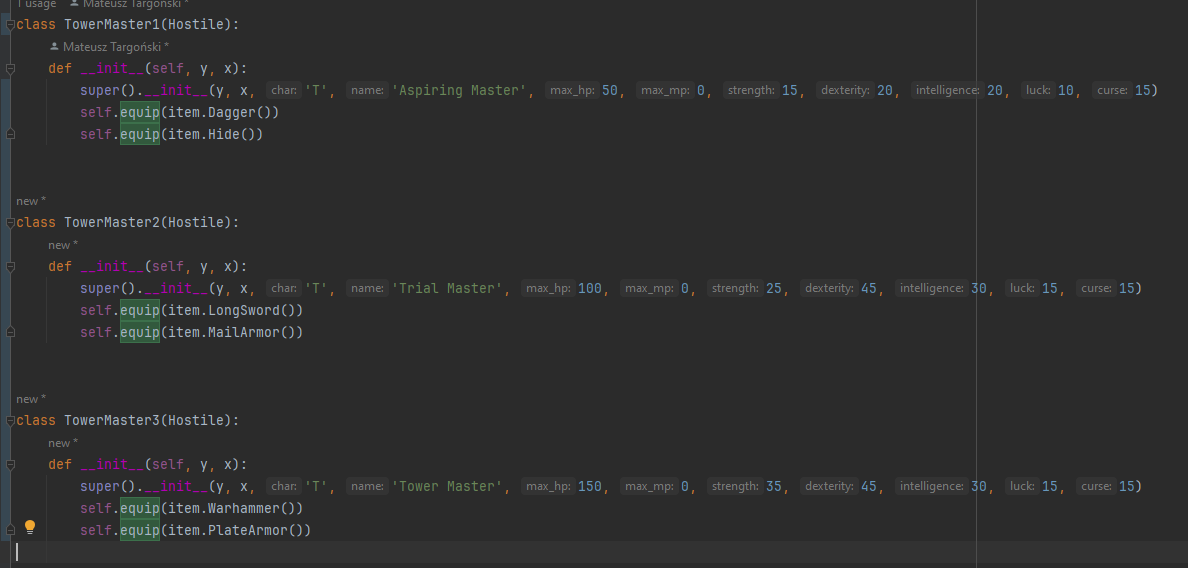 1 usage Mateusz Targoński *
class TowerMaster1(Hostile):
Mateusz Targoński *
def __init__(self, y, x):
super().__init__(y, x, char: 'T', name: 'Aspiring Master', max_hp: 50, max_mp: 0, strength: 15, dexterity: 20, intelligence: 20, luck: 10, curse: 15)
self.equip(item.Dagger())
self.equip(item.Hide())
new *
class TowerMaster2(Hostile):
new *
def __init__(self, y, x):
super().__init__(y, x, char: 'T', name: 'Trial Master', max_hp: 100, max_mp: 0, strength: 25, dexterity: 45, intelligence: 30, luck: 15, curse: 15)
self.equip(item.LongSword())
self.equip(item.MailArmor())
new *
class TowerMaster3(Hostile):
new *
def __init__(self, y, x):
super().__init__(y, x, char: 'T', name: 'Tower Master', max_hp: 150, max_mp: 0, strength: 35, dexterity: 45, intelligence: 30, luck: 15, curse: 15)
self.equip(item.Warhammer())
self.equip(item.PlateArmor())